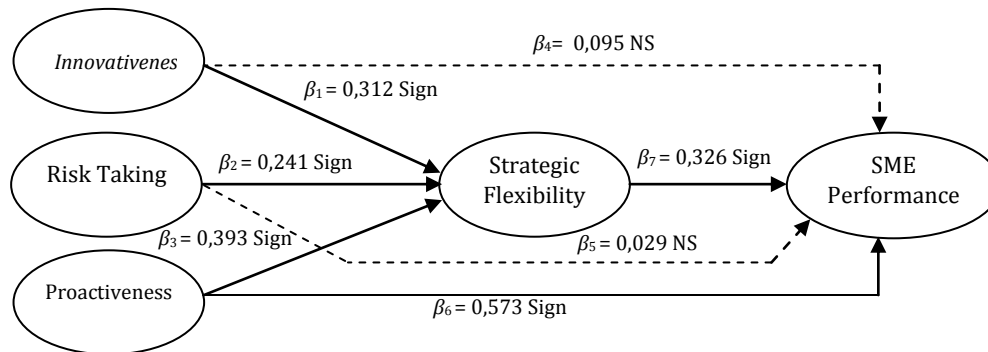 β4= 0,095 NS
Innovativenes
β1 = 0,312 Sign
Risk Taking
β2 = 0,241 Sign
Strategic
Flexibility
β7 = 0,326 Sign
SME
Performance
β3 = 0,393 Sign
β5 = 0,029 NS
Proactiveness
β6 = 0,573 Sign